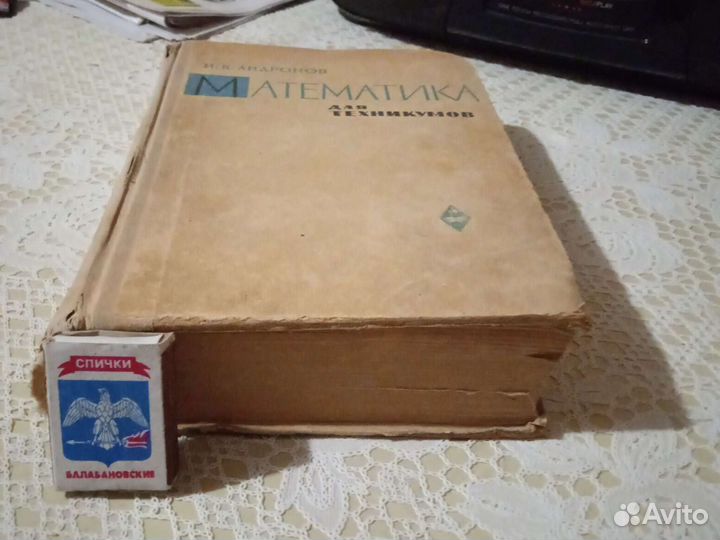 И. К. АНДРОНОВ
МАТЕМАТИКА
ДЛЯ
ТЕХНИКУМОВ
СПИЧКИ
БАЛАБАНОВСКИЕ
Avito